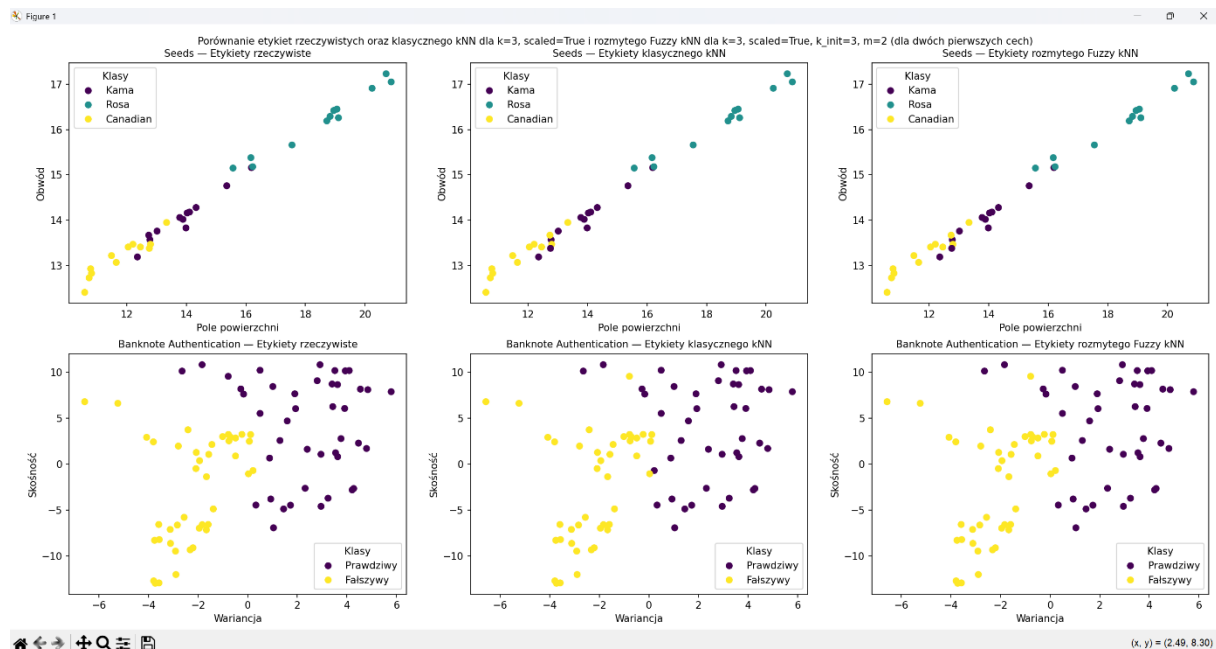 Figure 1
Porównanie etykiet rzeczywistych oraz klasycznego kNN dla k=3, scaled=True i rozmytego Fuzzy kNN dla k=3, scaled=True, k_init=3, m=2 (dla dwóch pierwszych cech)
Seeds — Etykiety rzeczywiste
Klasy
Kama
Rosa
Canadian
17
16
15
14
13
Obwód
12 14 16 18 20
Pole powierzchni
Seeds — Etykiety klasycznego kNN
Klasy
Kama
Rosa
Canadian
17
16
15
14
13
Obwód
12 14 16 18 20
Pole powierzchni
Seeds — Etykiety rozmytego Fuzzy kNN
Klasy
Kama
Rosa
Canadian
17
16
15
14
13
Obwód
12 14 16 18 20
Pole powierzchni
Banknote Authentication — Etykiety rzeczywiste
10
5
0
−5
−10
Skośność
Klasy
Prawdziwy
Fałszywy
−6 −4 −2 0 2 4 6
Wariancja
Banknote Authentication — Etykiety klasycznego kNN
10
5
0
−5
−10
Skośność
Klasy
Prawdziwy
Fałszywy
−6 −4 −2 0 2 4 6
Wariancja
Banknote Authentication — Etykiety rozmytego Fuzzy kNN
10
5
0
−5
−10
Skośność
Klasy
Prawdziwy
Fałszywy
−6 −4 −2 0 2 4 6
Wariancja
(x, y) = (2.49, 8.30)